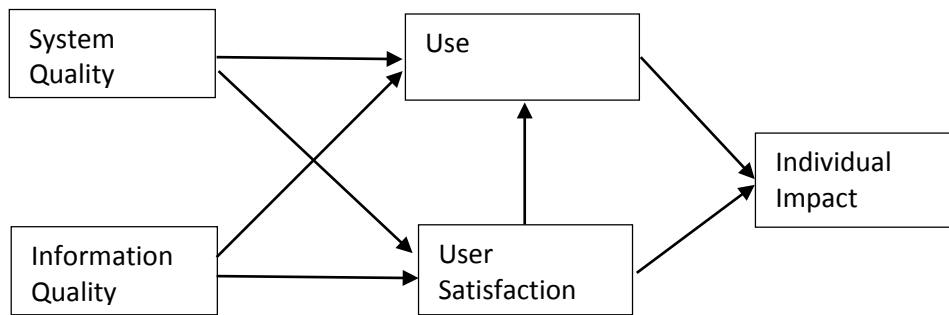 System
Quality
Use
Individual
Impact
Information
Quality
User
Satisfaction